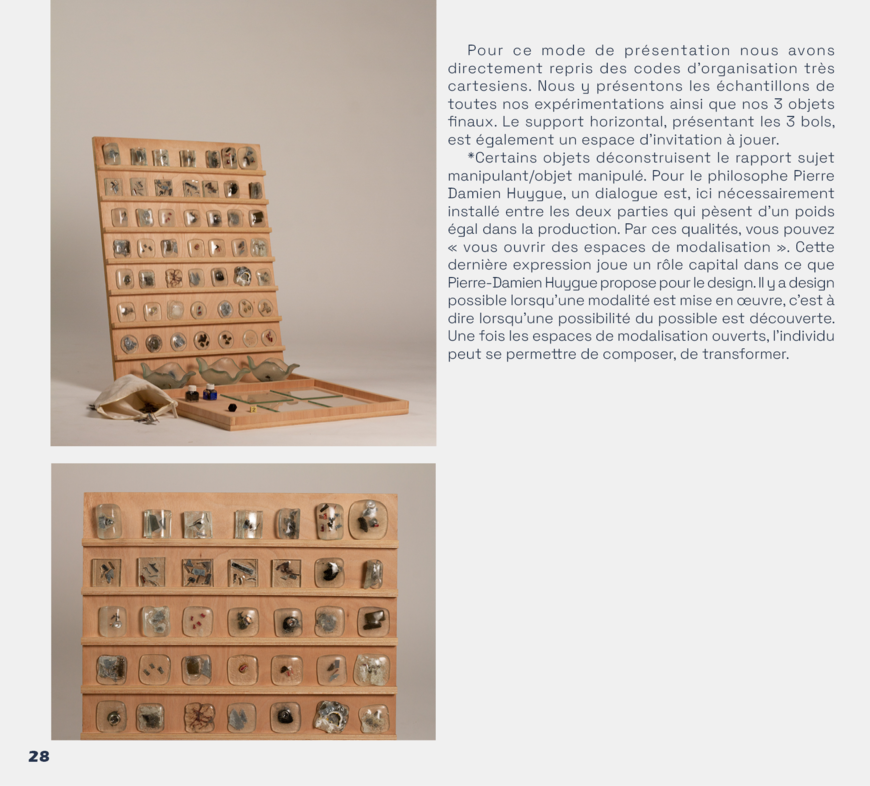 Pour ce mode de présentation nous avons
directement repris des codes d'organisation très
cartesiens. Nous y présentons les échantillons de
toutes nos expérimentations ainsi que nos 3 objets
finaux. Le support horizontal, présentant les 3 bols,
est également un espace d'invitation à jouer.
*Certains objets déconstruisent le rapport sujet
manipulant/objet manipulé. Pour le philosophe Pierre
Damien Huygue, un dialogue est, ici nécessairement
installé entre les deux parties qui pèsent d'un poids
égal dans la production. Par ces qualités, vous pouvez
« vous ouvrir des espaces de modalisation ». Cette
dernière expression joue un rôle capital dans ce que
Pierre-Damien Huygue propose pour le design. Il y a design
possible lorsqu'une modalité est mise en œuvre, c'est à
dire lorsqu'une possibilité du possible est découverte.
Une fois les espaces de modalisation ouverts, l'individu
peut se permettre de composer, de transformer.
28